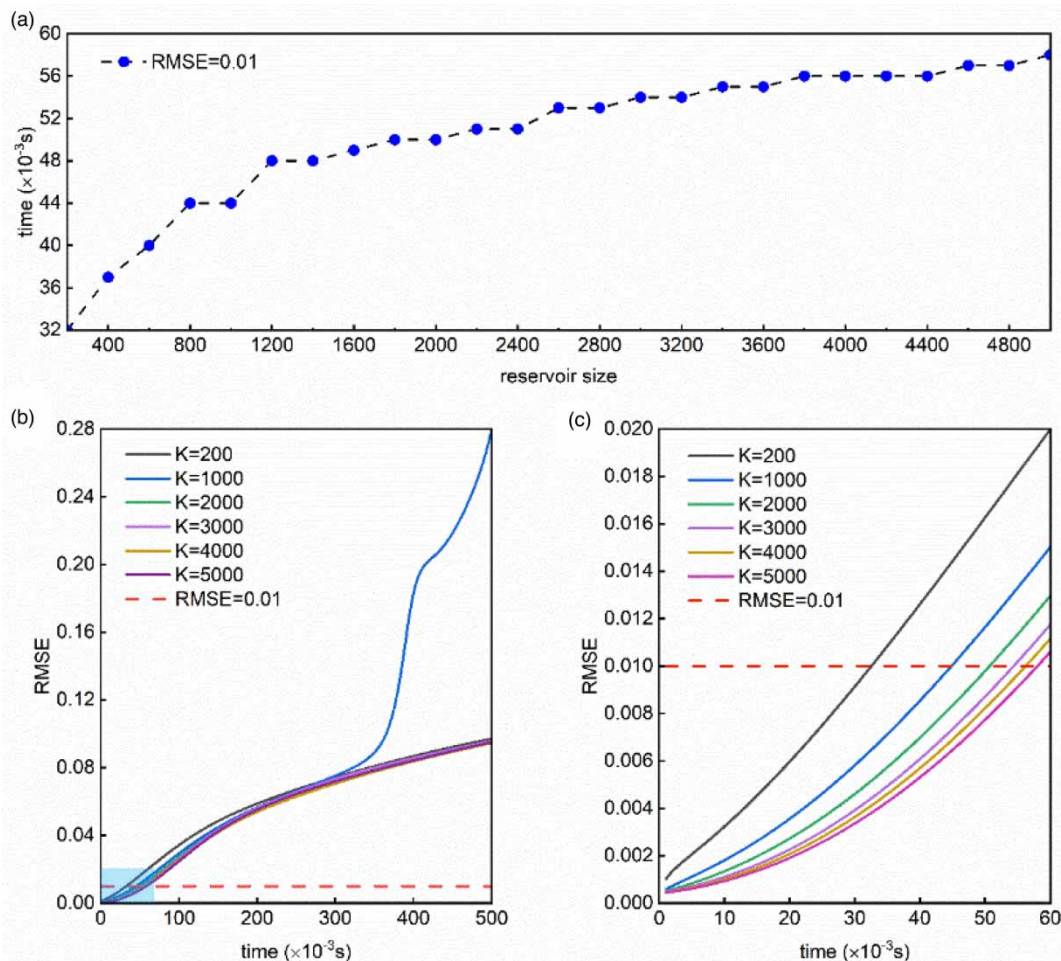 (a)
60
56
52
48
44
40
36
32
time (×10⁻³s)
RMSE=0.01
400 800 1200 1600 2000 2400 2800 3200 3600 4000 4400 4800
reservoir size
(b)
0.28
0.24
0.20
0.16
0.12
0.08
0.04
0.00
RMSE
K=200
K=1000
K=2000
K=3000
K=4000
K=5000
RMSE=0.01
0 100 200 300 400 500
time (×10⁻³s)
(c)
0.020
0.018
0.016
0.014
0.012
0.010
0.008
0.006
0.004
0.002
0.000
RMSE
K=200
K=1000
K=2000
K=3000
K=4000
K=5000
RMSE=0.01
0 10 20 30 40 50 60
time (×10⁻³s)